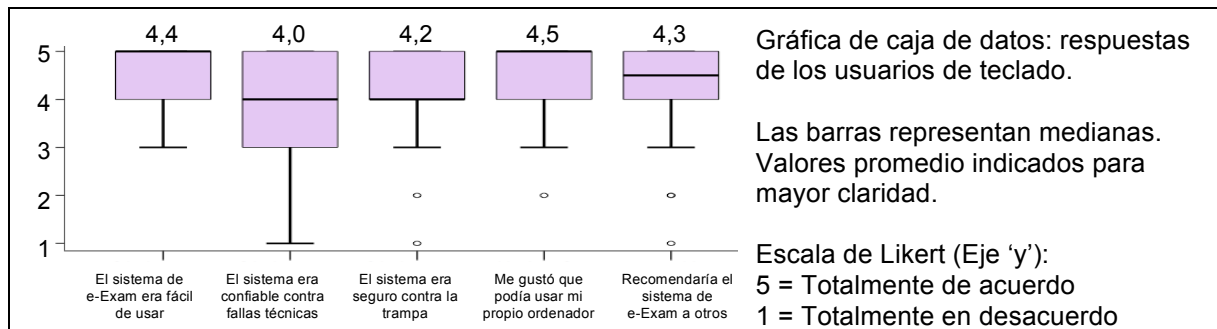 4,4 4,0 4,2 4,5 4,3
5
4
3
2
1
El sistema de
e-Exam era fácil
de usar
El sistema era
confiable contra
fallas técnicas
El sistema era
seguro contra la
trampa
Me gustó que
podía usar mi
propio ordenador
Recomendaría el
sistema de
e-Exam a otros
Gráfica de caja de datos: respuestas
de los usuarios de teclado.
Las barras representan medianas.
Valores promedio indicados para
mayor claridad.
Escala de Likert (Eje ‘y’):
5 = Totalmente de acuerdo
1 = Totalmente en desacuerdo